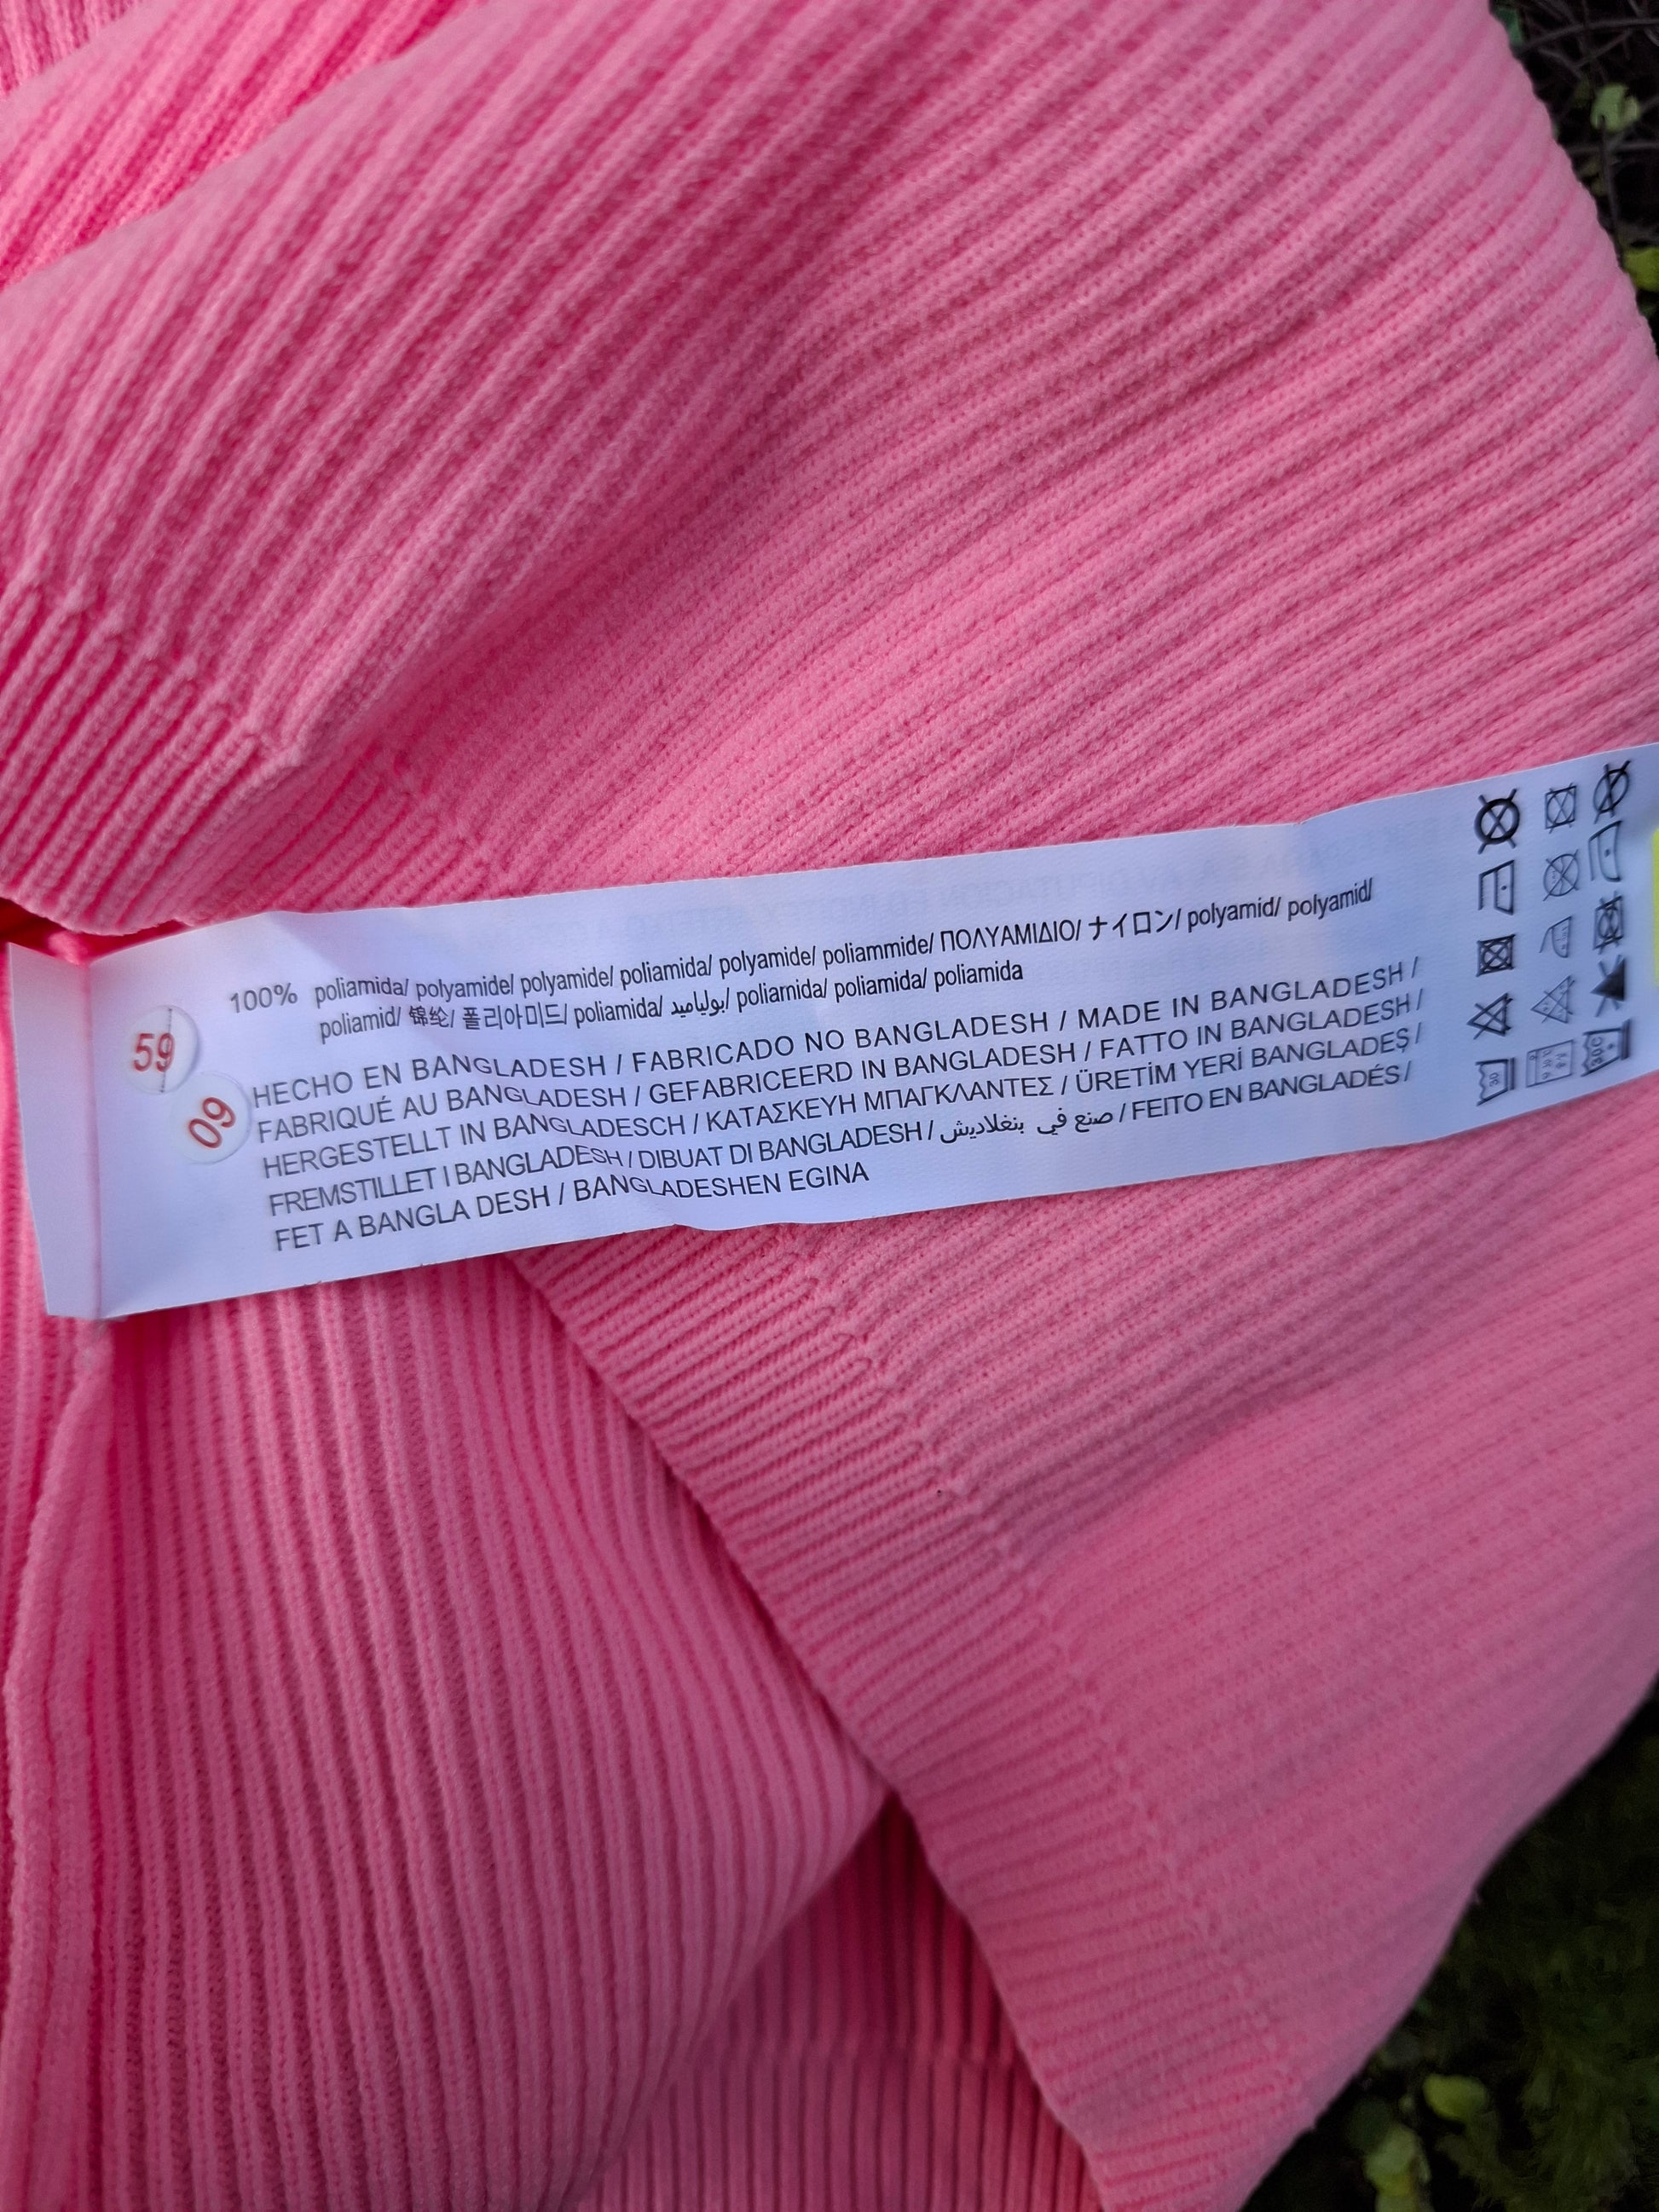 59
60
100% poliamida/ polyamide/ polyamide/ poliamida/ polyamide/ poliammide/ ΠΟΛΥΑΜΙΔΙΟ/ ナイロン/ polyamid/ polyamid/
poliamid/ 锦纶/ 폴리아미드/ poliamida/ بولياميد/ poliamida/ poliamida/ poliamida
HECHO EN BANGLADESH / FABRICADO NO BANGLADESH / MADE IN BANGLADESH /
FABRIQUÉ AU BANGLADESH / GEFABRICEERD IN BANGLADESH / FATTO IN BANGLADESH /
HERGESTELLT IN BANGLADESCH / ΚΑΤΑΣΚΕΥΗ ΜΠΑΓΚΛΑΝΤΕΣ / ÜRETİM YERİ BANGLADEŞ /
FREMSTILLET I BANGLADESH / DIBUAT DI BANGLADESH / صنع في بنغلاديش / FEITO EN BANGLADÉS /
FET A BANGLA DESH / BANGLADESHEN EGINA